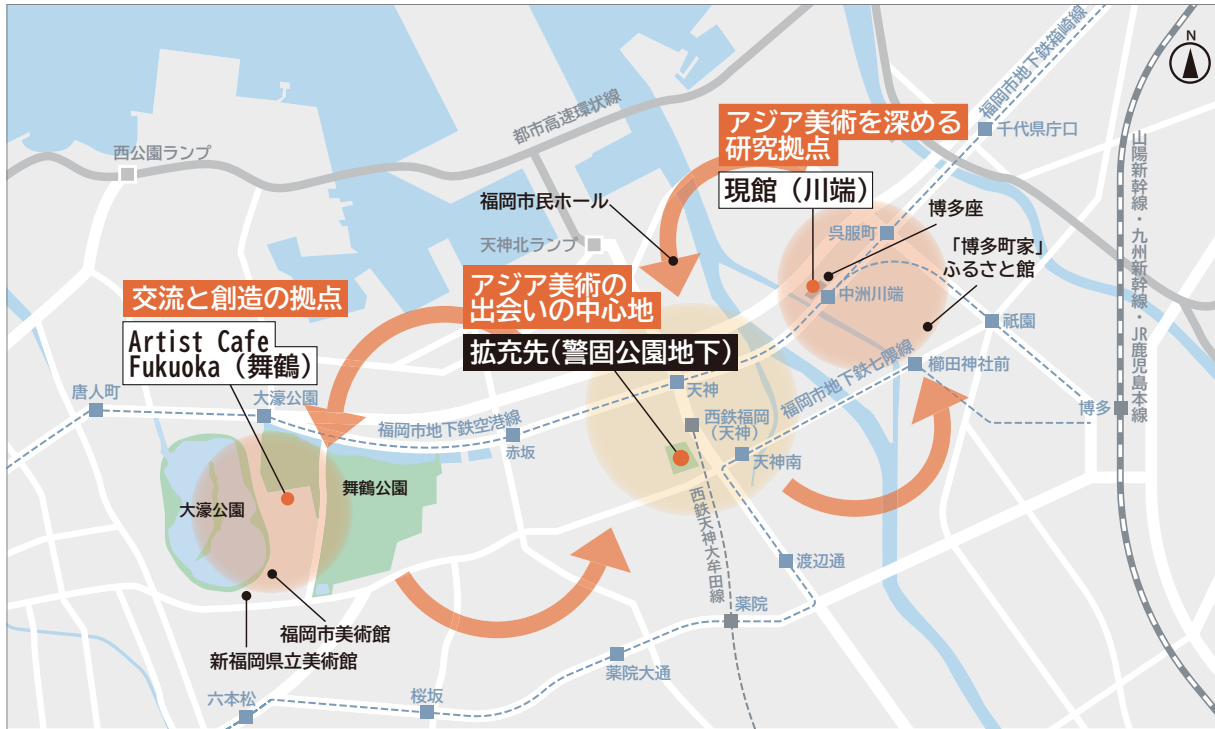 N
福岡市地下鉄箱崎線
都市高速環状線
アジア美術を深める
研究拠点
千代県庁口
西公園ランプ
山陽新幹線・九州新幹線・JR鹿児島本線
現館（川端）
福岡市民ホール
博多座
呉服町
天神北ランプ
「博多町家」
ふるさと館
アジア美術の
出会いの中心地
交流と創造の拠点
中洲川端
祇園
Artist Cafe
Fukuoka（舞鶴）
拡充先（警固公園地下）
福岡市地下鉄七隈線
櫛田神社前
唐人町
大濠公園
天神
博多
福岡市地下鉄空港線
西鉄福岡
（天神）
赤坂
天神南
舞鶴公園
大濠公園
西鉄天神大牟田線
渡辺通
薬院
福岡市美術館
新福岡県立美術館
薬院大通
六本松
桜坂